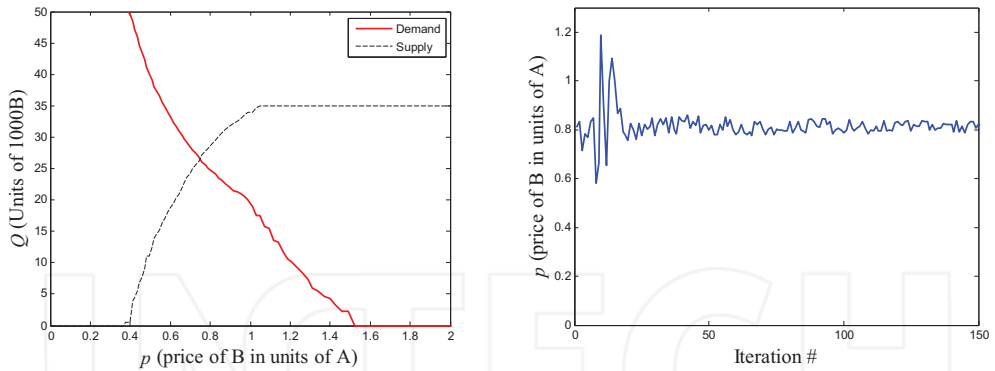 50
45
40
35
30
25
20
15
10
5
0
Q (Units of 1000B)
Demand
Supply
0 0.2 0.4 0.6 0.8 1 1.2 1.4 1.6 1.8 2
p (price of B in units of A)
1.2
1
0.8
0.6
0.4
0.2
0
p (price of B in units of A)
0 50 100 150
Iteration #
INTECH